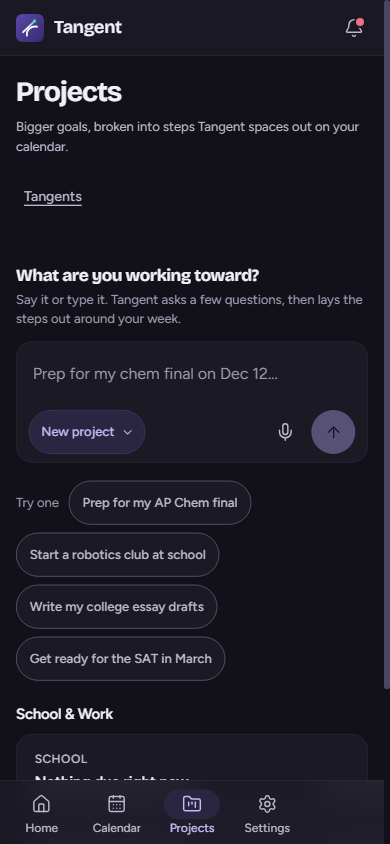 Tangent
Projects
Bigger goals, broken into steps Tangent spaces out on your
calendar.
Tangents
What are you working toward?
Say it or type it. Tangent asks a few questions, then lays the
steps out around your week.
Prep for my chem final on Dec 12...
New project
Try one
Prep for my AP Chem final
Start a robotics club at school
Write my college essay drafts
Get ready for the SAT in March
School & Work
SCHOOL
Nothing due right now
Home
Calendar
Projects
Settings